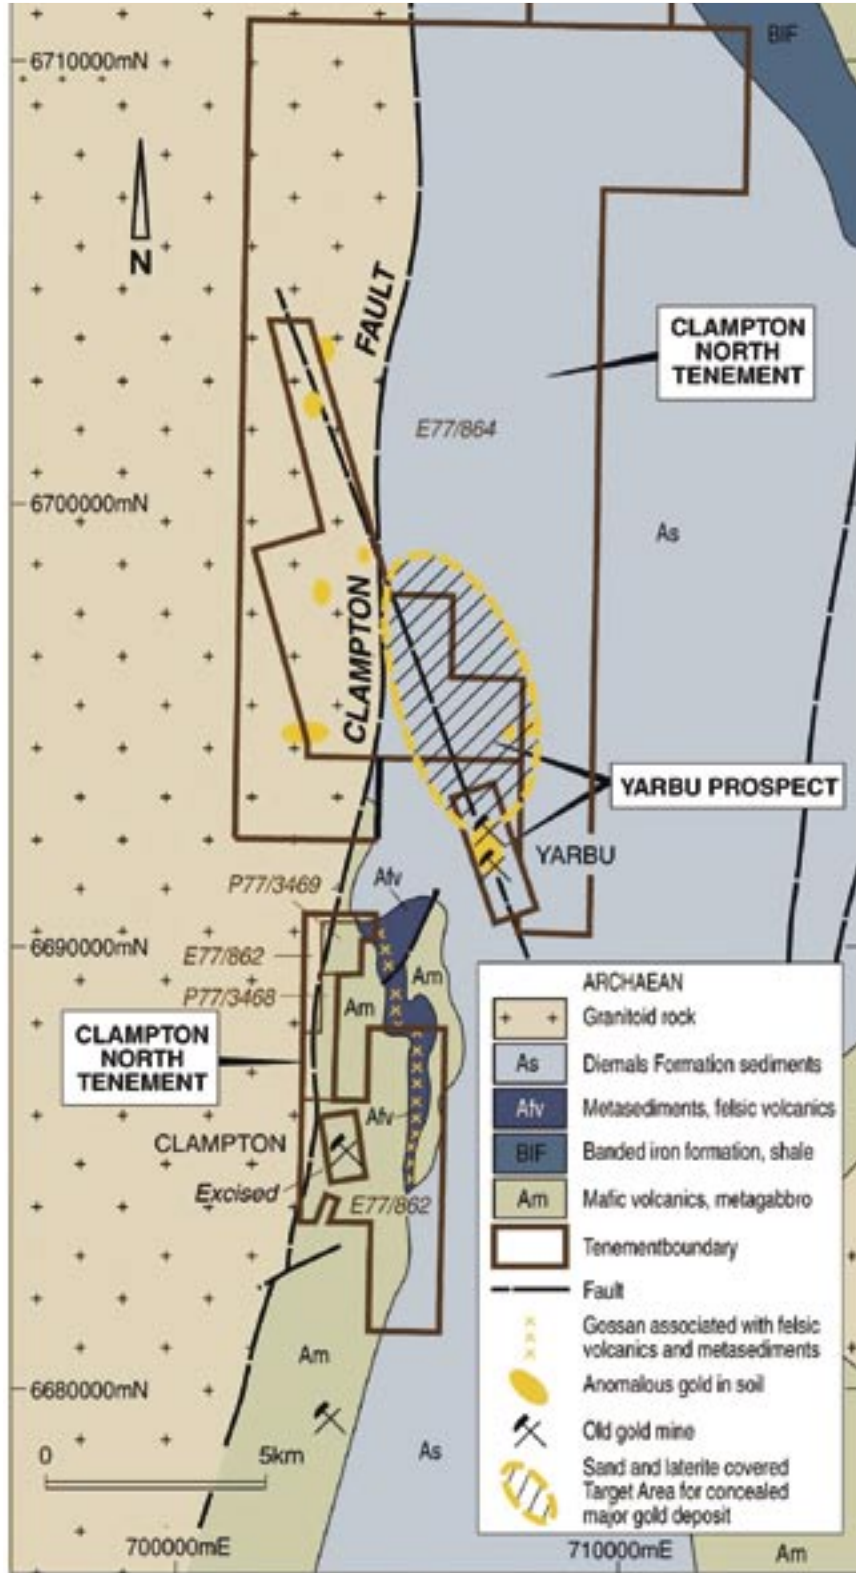 BIF
6710000mN
N
FAULT
CLAMPTON
NORTH
TENEMENT
E77/864
6700000mN
As
CLAMPTON
YARBU PROSPECT
YARBU
P77/3469
Afv
6690000mN
E77/862
Am
P77/3468
Am
CLAMPTON
NORTH
TENEMENT
Afv
CLAMPTON
Excised
E77/862
Am
6680000mN
0 5km
As
700000mE
710000mE
Am
ARCHAEAN
Granitoid rock
As Diemals Formation sediments
Afv Metasediments, felsic volcanics
BIF Banded iron formation, shale
Am Mafic volcanics, metagabbro
Tenementboundary
Fault
Gossan associated with felsic
volcanics and metasediments
Anomalous gold in soil
Old gold mine
Sand and laterite covered
Target Area for concealed
major gold deposit